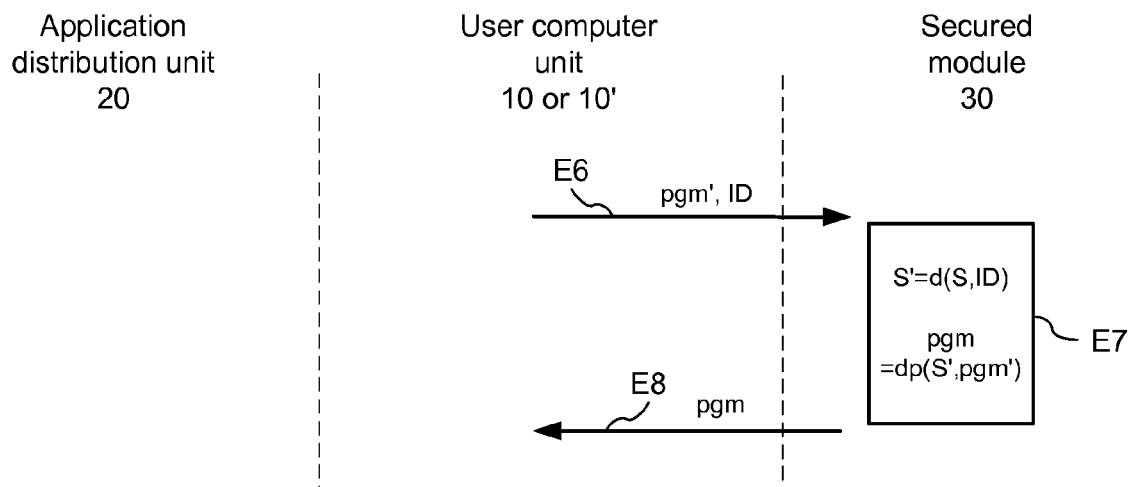 Application
distribution unit
20
User computer
unit
10 or 10'
Secured
module
30
E6
pgm', ID
S'=d(S,ID)
pgm
=dp(S',pgm')
E7
E8
pgm